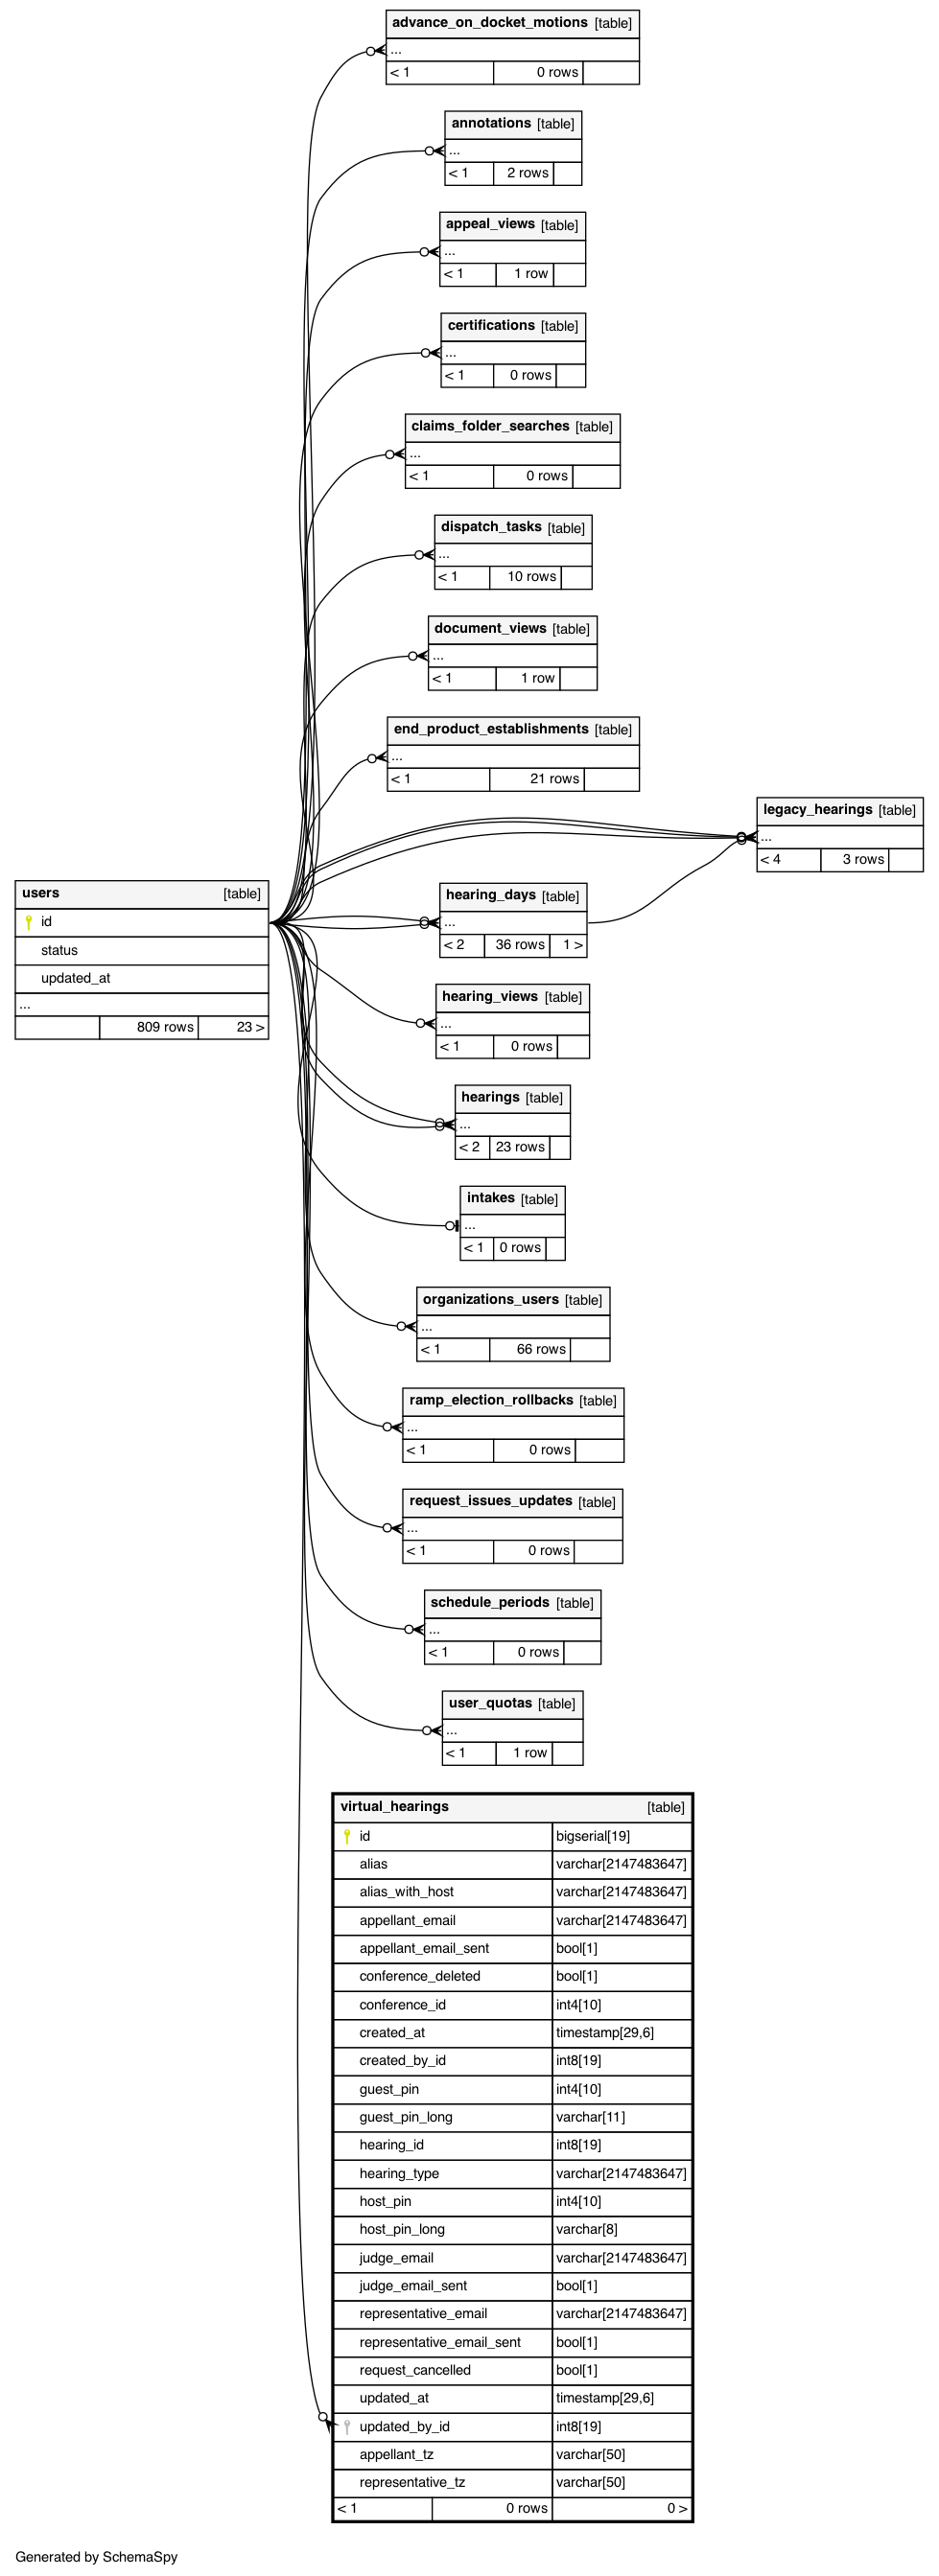 advance_on_docket_motions [table]
...
< 1 0 rows
annotations [table]
...
< 1 2 rows
appeal_views [table]
...
< 1 1 row
certifications [table]
...
< 1 0 rows
claims_folder_searches [table]
...
< 1 0 rows
dispatch_tasks [table]
...
< 1 10 rows
document_views [table]
...
< 1 1 row
end_product_establishments [table]
...
< 1 21 rows
legacy_hearings [table]
...
< 4 3 rows
users [table]
id
status
updated_at
...
809 rows 23 >
hearing_days [table]
...
< 2 36 rows 1 >
hearing_views [table]
...
< 1 0 rows
hearings [table]
...
< 2 23 rows
intakes [table]
...
< 1 0 rows
organizations_users [table]
...
< 1 66 rows
ramp_election_rollbacks [table]
...
< 1 0 rows
request_issues_updates [table]
...
< 1 0 rows
schedule_periods [table]
...
< 1 0 rows
user_quotas [table]
...
< 1 1 row
virtual_hearings [table]
id bigserial[19]
alias varchar[2147483647]
alias_with_host varchar[2147483647]
appellant_email varchar[2147483647]
appellant_email_sent bool[1]
conference_deleted bool[1]
conference_id int4[10]
created_at timestamp[29,6]
created_by_id int8[19]
guest_pin int4[10]
guest_pin_long varchar[11]
hearing_id int8[19]
hearing_type varchar[2147483647]
host_pin int4[10]
host_pin_long varchar[8]
judge_email varchar[2147483647]
judge_email_sent bool[1]
representative_email varchar[2147483647]
representative_email_sent bool[1]
request_cancelled bool[1]
updated_at timestamp[29,6]
updated_by_id int8[19]
appellant_tz varchar[50]
representative_tz varchar[50]
< 1 0 rows 0 >
Generated by SchemaSpy